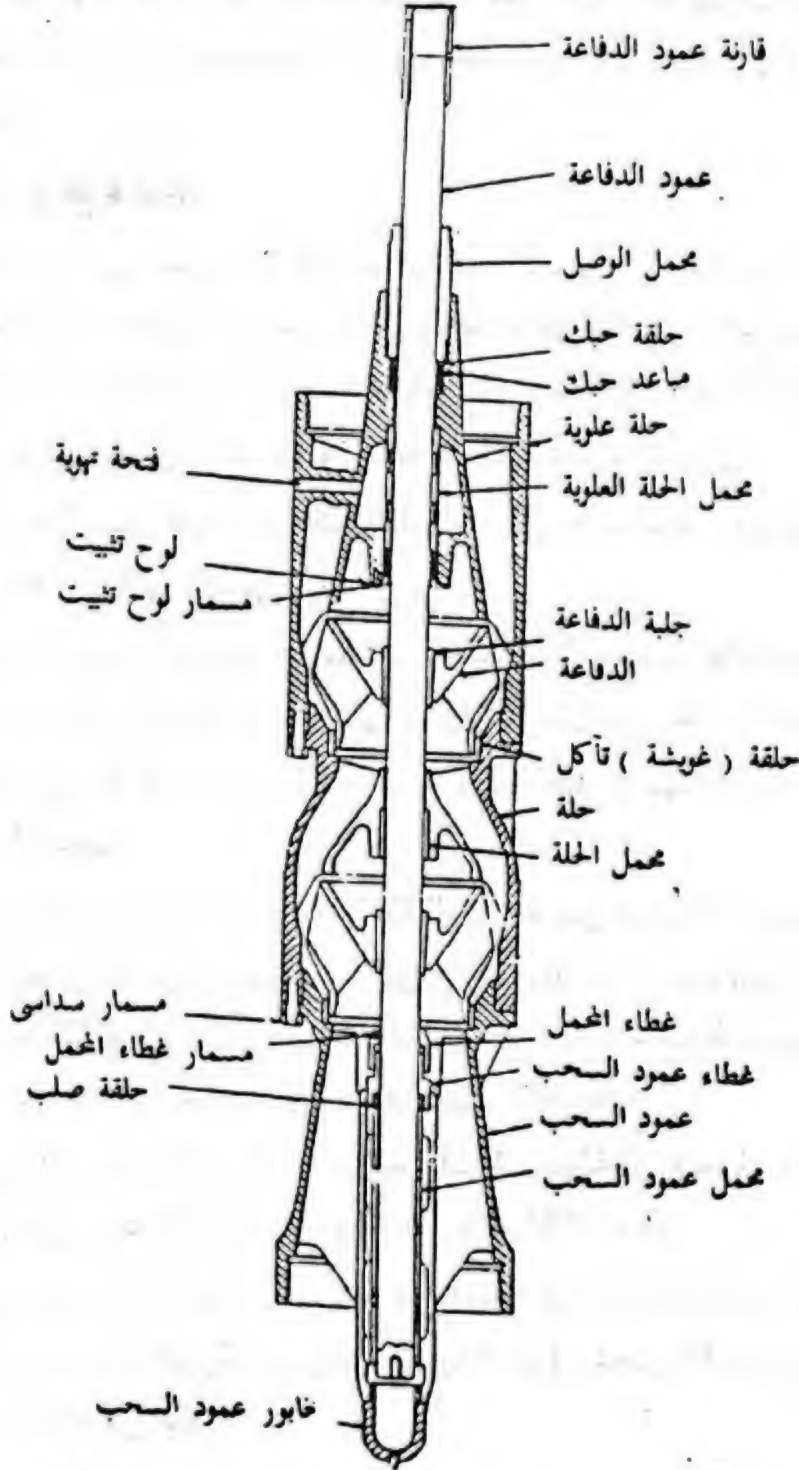 قارنة عمود الدفاعة
عمود الدفاعة
محمل الوصل
حلقة حبك
مباعد حبك
حلة علوية
فتحة تهوية
محمل الحلة العلوية
لوح تثبيت
مسمار لوح تثبيت
جلبة الدفاعة
الدفاعة
حلقة ( غويشة ) تآكل
حلة
محمل الحلة
مسمار سداسى
غطاء المحمل
مسمار غطاء المحمل
غطاء عمود السحب
حلقة صلب
عمود السحب
محمل عمود السحب
خابور عمود السحب